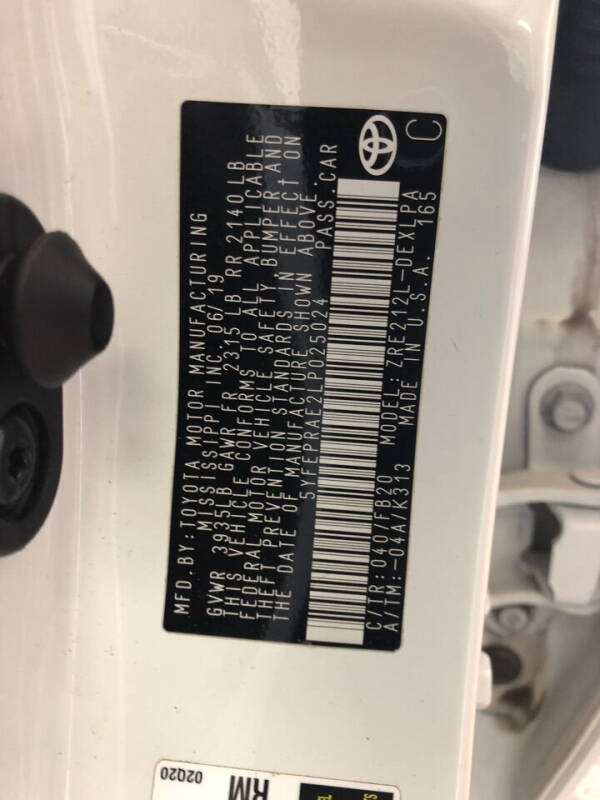 MFD. BY: TOYOTA MOTOR MANUFACTURING
MISSISSIPPI INC. 06/19
GVWR 3935LB GAWR FR 2315 LB RR 2140 LB
THIS VEHICLE CONFORMS TO ALL APPLICABLE
FEDERAL MOTOR VEHICLE SAFETY, BUMPER AND
THEFT PREVENTION STANDARDS IN EFFECT ON
THE DATE OF MANUFACTURE SHOWN ABOVE.
5YFEPRAE2LP025024 PASS. CAR
C/TR: 040/FB20 MODEL: ZRE212L-DEXLPA
A/TM: -04A/K313 MADE IN U.S.A. 165
C
02Q20
RM